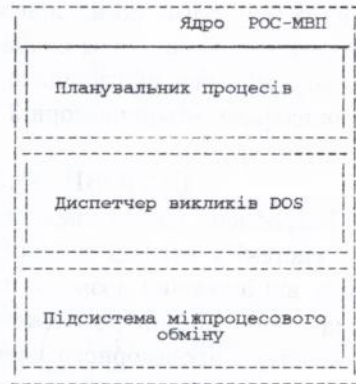 Ядро РОС-МВП
Планувальник процесів
Диспетчер викликів DOS
Підсистема міжпроцесового
обміну